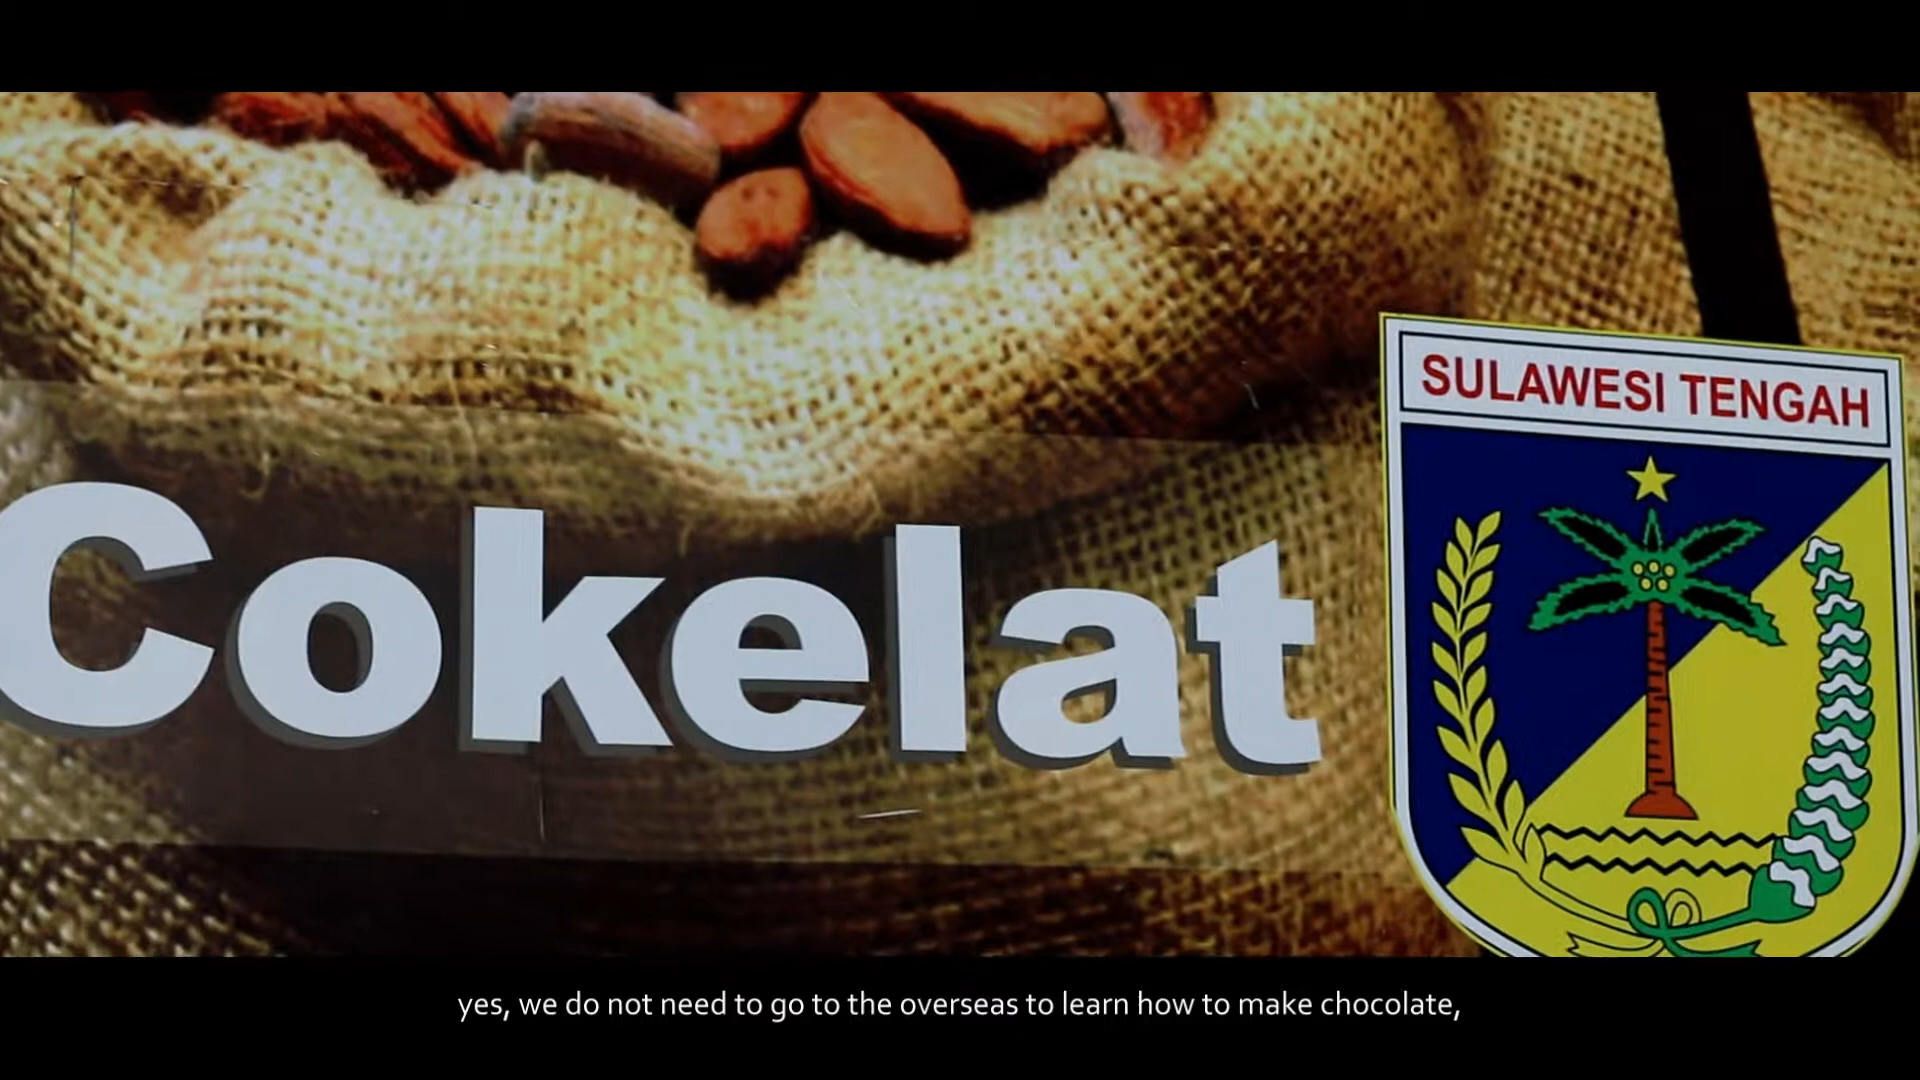 SULAWESI TENGAH
Cokelat
yes, we do not need to go to the overseas to learn how to make chocolate,